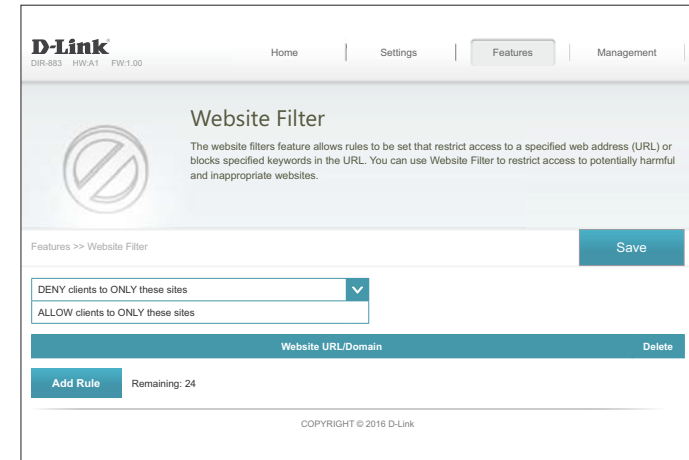 D-Link
DIR-883 HW:A1 FW:1.00
Home
Settings
Features
Management
Website Filter
The website filters feature allows rules to be set that restrict access to a specified web address (URL) or
blocks specified keywords in the URL. You can use Website Filter to restrict access to potentially harmful
and inappropriate websites.
Features >> Website Filter
Save
DENY clients to ONLY these sites
ALLOW clients to ONLY these sites
Website URL/Domain
Delete
Add Rule
Remaining: 24
COPYRIGHT © 2016 D-Link